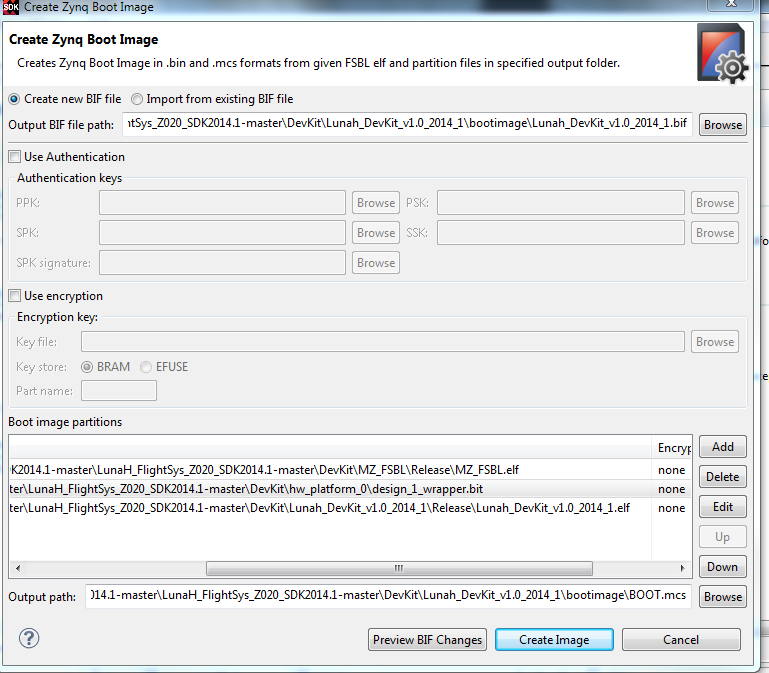 SDK Create Zynq Boot Image
Create Zynq Boot Image
Creates Zynq Boot Image in .bin and .mcs formats from given FSBL elf and partition files in specified output folder.
Create new BIF file Import from existing BIF file
Output BIF file path: ntSys_Z020_SDK2014.1-master\DevKit\Lunah_DevKit_v1.0_2014_1\bootimage\Lunah_DevKit_v1.0_2014_1.bif Browse
Use Authentication
Authentication keys
PPK: Browse PSK: Browse
SPK: Browse SSK: Browse
SPK signature: Browse
Use encryption
Encryption key:
Key file: Browse
Key store: BRAM EFUSE
Part name:
Boot image partitions
Encryp Add
K2014.1-master\LunaH_FlightSys_Z020_SDK2014.1-master\DevKit\MZ_FSBL\Release\MZ_FSBL.elf none
ter\LunaH_FlightSys_Z020_SDK2014.1-master\DevKit\hw_platform_0\design_1_wrapper.bit none Delete
ter\LunaH_FlightSys_Z020_SDK2014.1-master\DevKit\Lunah_DevKit_v1.0_2014_1\Release\Lunah_DevKit_v1.0_2014_1.elf none Edit
Up
Down
Output path: 014.1-master\LunaH_FlightSys_Z020_SDK2014.1-master\DevKit\Lunah_DevKit_v1.0_2014_1\bootimage\BOOT.mcs Browse
? Preview BIF Changes Create Image Cancel
fo
e